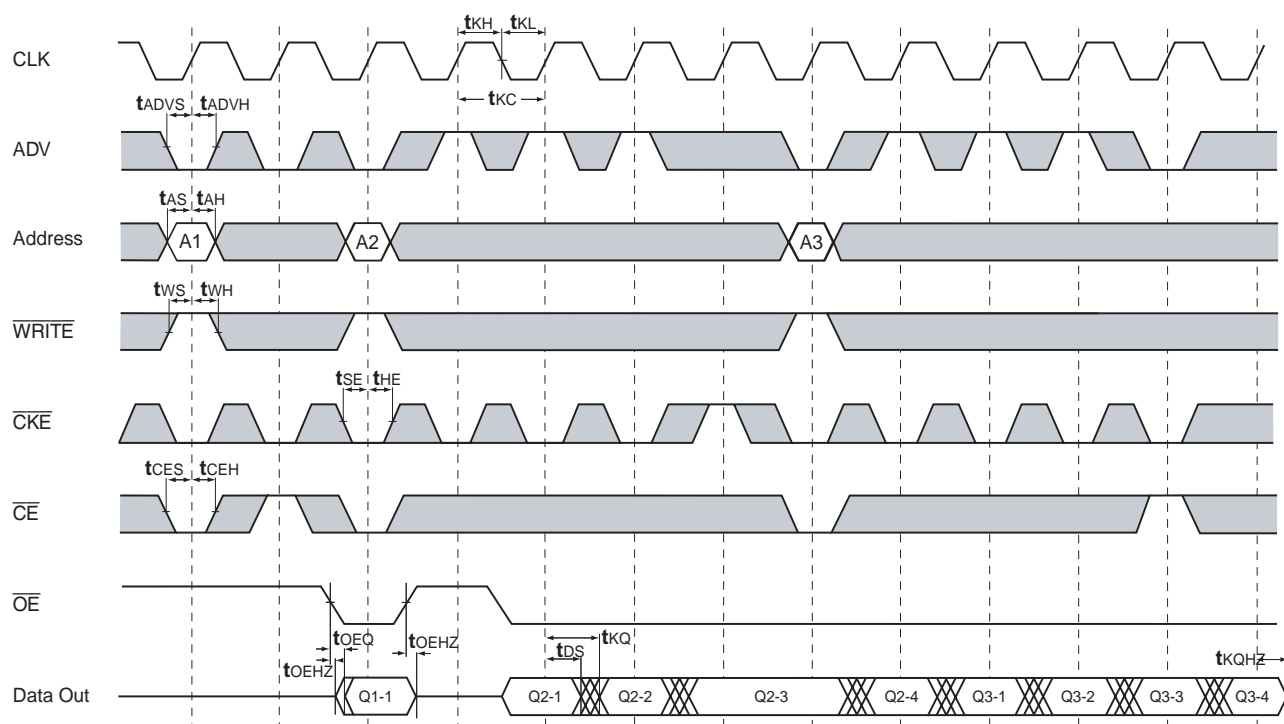 tKH tKL
CLK
tKC
tADVS tADVH
ADV
tAS tAH
Address A1 A2 A3
tWS tWH
WRITE
tSE tHE
CKE
tCES tCEH
CE
OE
tOEQ tOEHZ tKQ
tOEHZ tDS tKQHZ
Data Out Q1-1 Q2-1 Q2-2 Q2-3 Q2-4 Q3-1 Q3-2 Q3-3 Q3-4